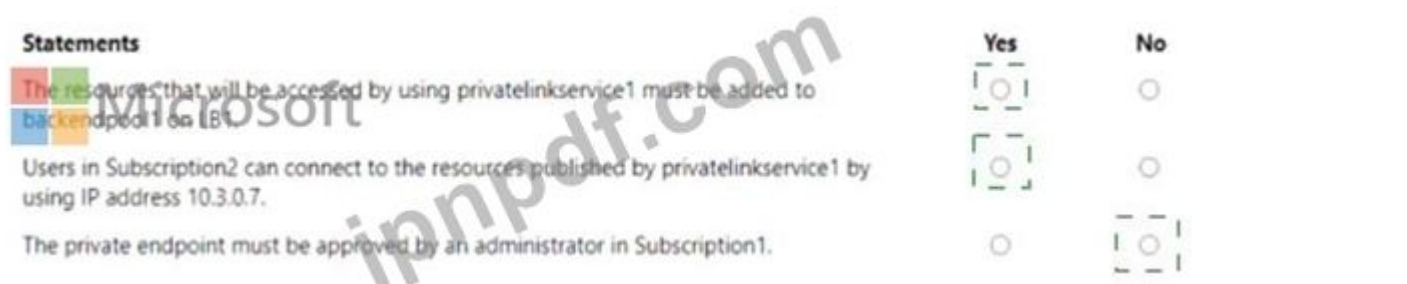 Statements Yes No
The resources that will be accessed by using privatelinkservice1 must be added to
backendpool1 on LB1.
Microsoft
Users in Subscription2 can connect to the resources published by privatelinkservice1 by
using IP address 10.3.0.7.
The private endpoint must be approved by an administrator in Subscription1.
ipnpdf.com